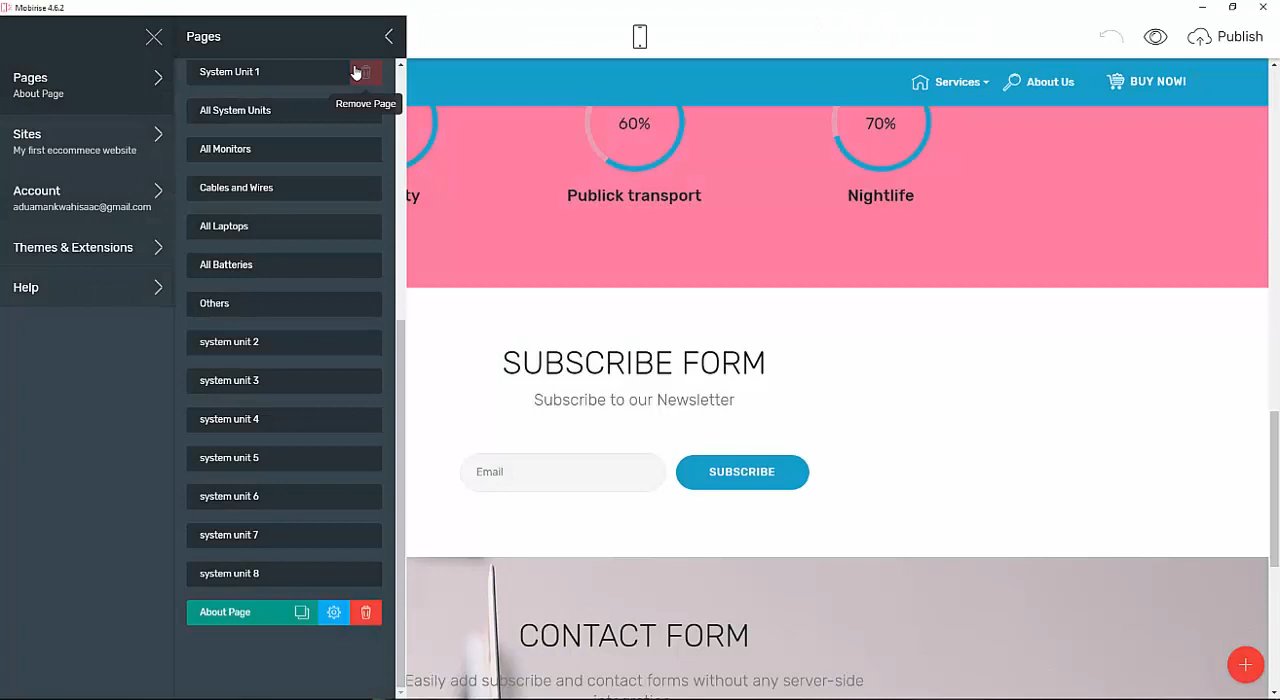 Mobirise 4.6.2
Pages
Publish
Pages
About Page
Sites
My first eccommece website
Account
aduamankwahisaac@gmail.com
Themes & Extensions
Help
System Unit 1
Remove Page
All System Units
All Monitors
Cables and Wires
All Laptops
All Batteries
Others
system unit 2
system unit 3
system unit 4
system unit 5
system unit 6
system unit 7
system unit 8
About Page
Services
About Us
BUY NOW!
60%
70%
ty
Publick transport
Nightlife
SUBSCRIBE FORM
Subscribe to our Newsletter
Email
SUBSCRIBE
CONTACT FORM
Easily add subscribe and contact forms without any server-side
integration